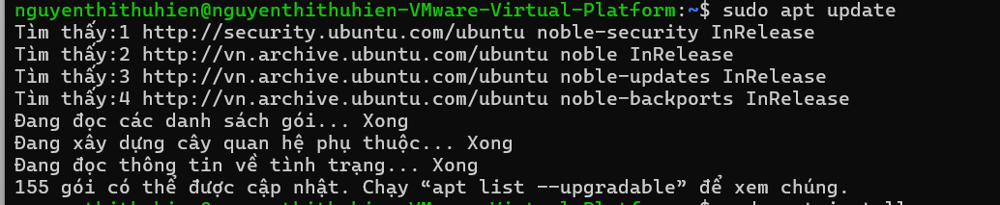 nguyenthithuhien@nguyenthithuhien-VMware-Virtual-Platform:~$ sudo apt update
Tìm thấy:1 http://security.ubuntu.com/ubuntu noble-security InRelease
Tìm thấy:2 http://vn.archive.ubuntu.com/ubuntu noble InRelease
Tìm thấy:3 http://vn.archive.ubuntu.com/ubuntu noble-updates InRelease
Tìm thấy:4 http://vn.archive.ubuntu.com/ubuntu noble-backports InRelease
Đang đọc các danh sách gói... Xong
Đang xây dựng cây quan hệ phụ thuộc... Xong
Đang đọc thông tin về tình trạng... Xong
155 gói có thể được cập nhật. Chạy “apt list --upgradable” để xem chúng.